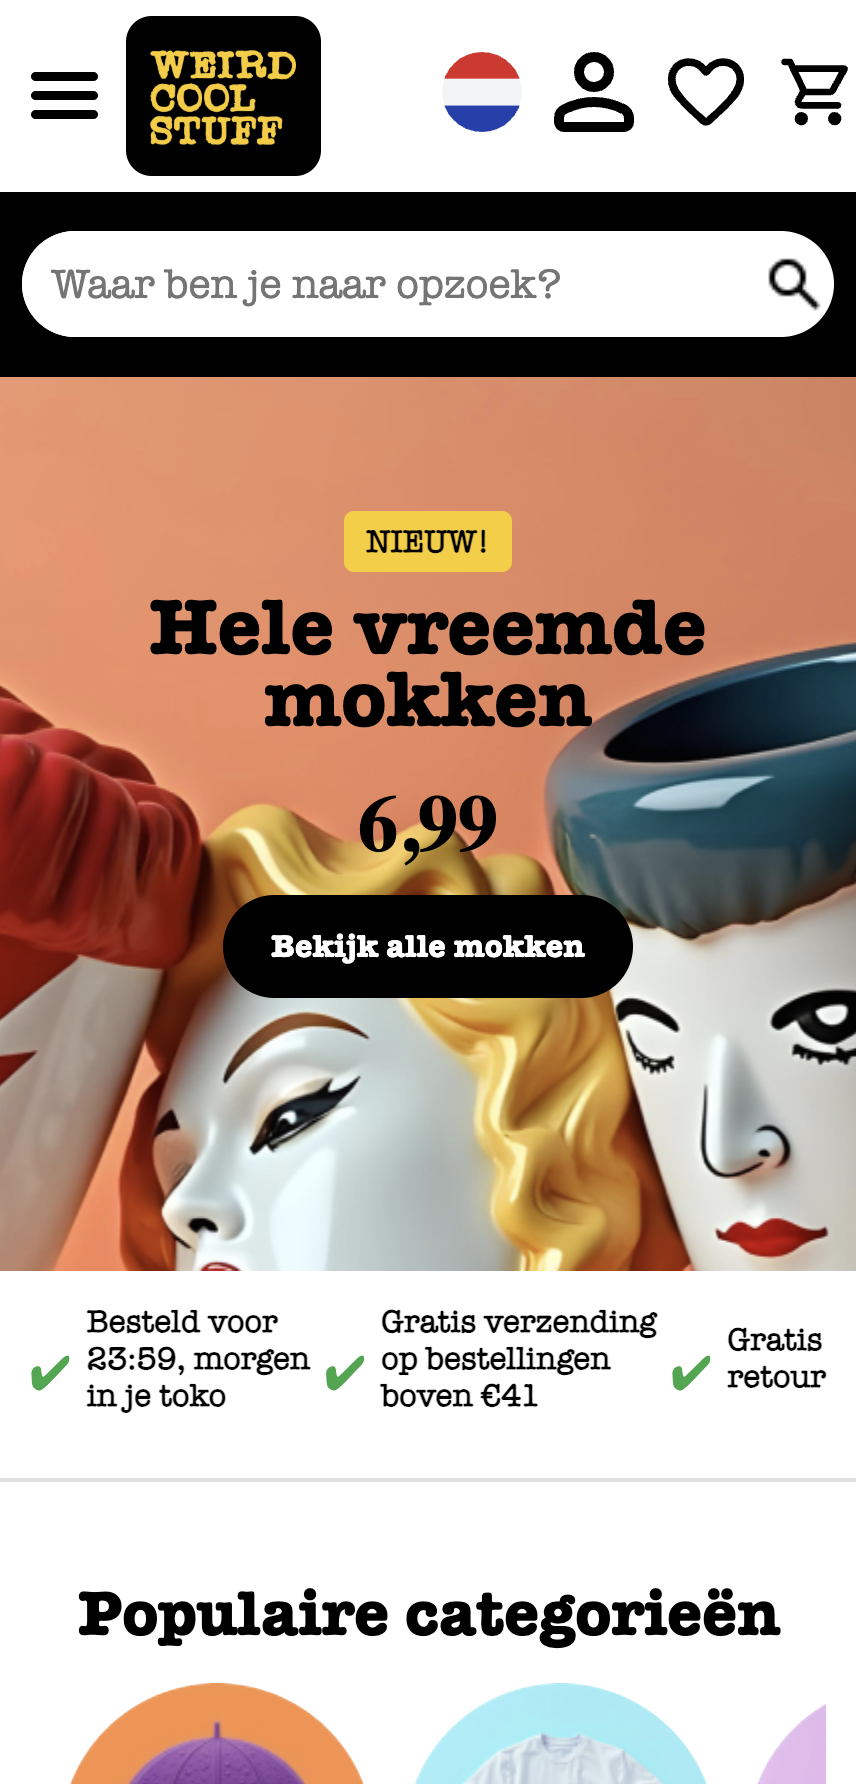 WEIRD
COOL
STUFF
Waar ben je naar opzoek?
NIEUW!
Hele vreemde
mokken
6,99
Bekijk alle mokken
Besteld voor
23:59, morgen
in je toko
Gratis verzending
op bestellingen
boven €41
Gratis
retour
Populaire categorieën